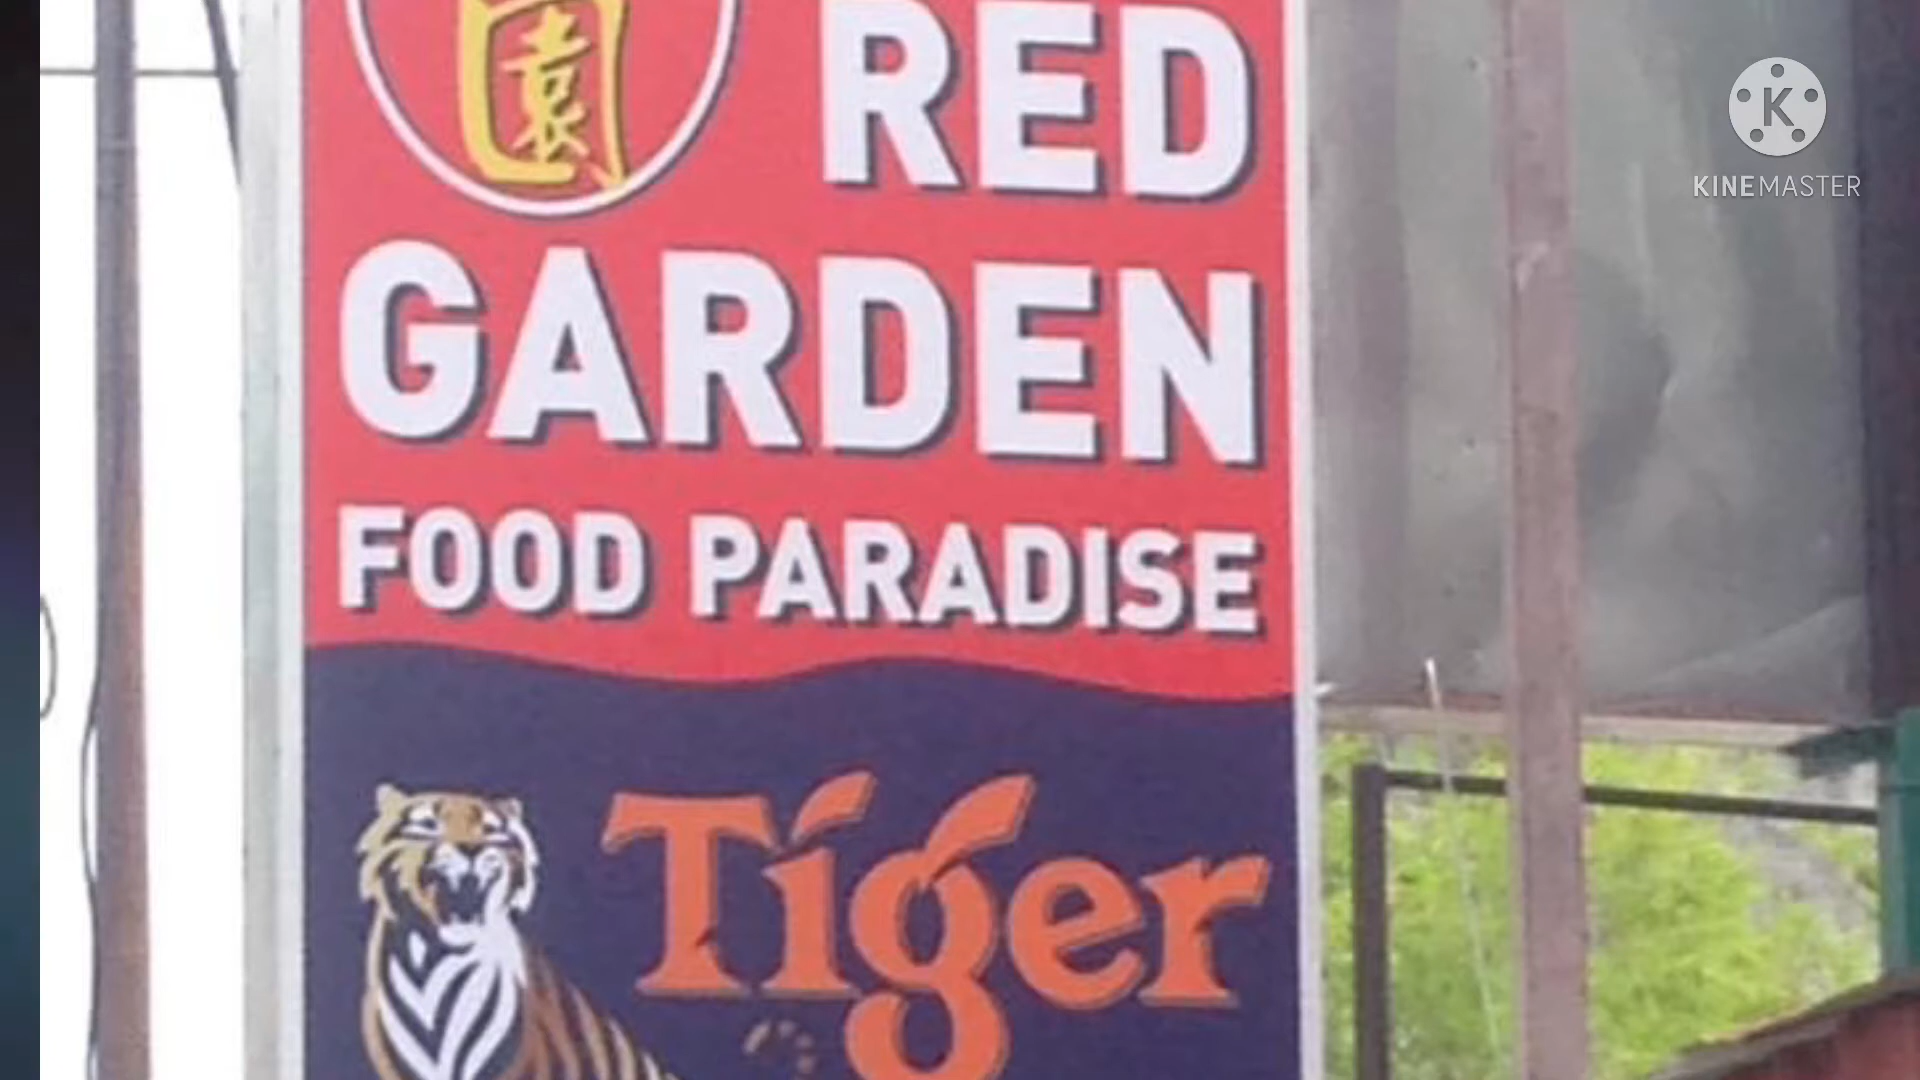 園
RED
GARDEN
FOOD PARADISE
Tiger
K
KINEMASTER